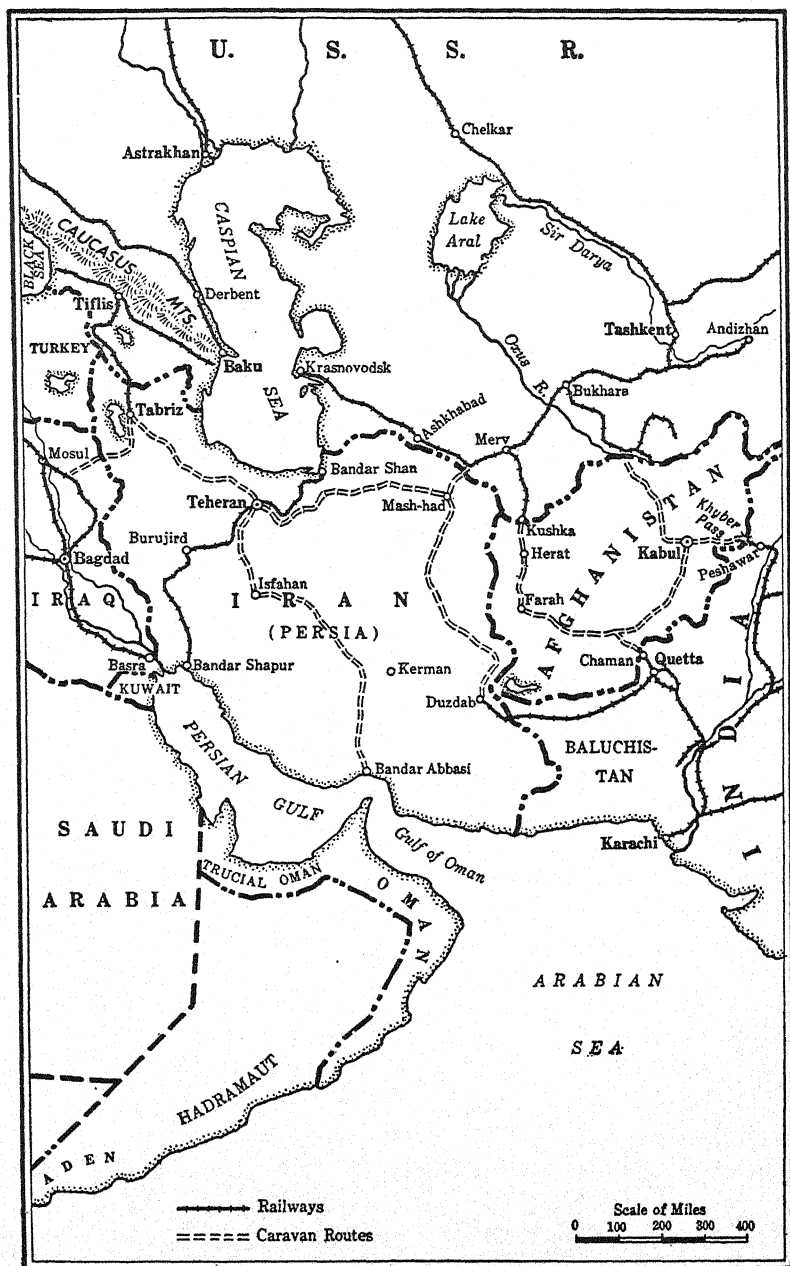 U. S. S. R.
Chelkar
Astrakhan
CASPIAN
SEA
Lake
Aral
Sir Darya
BLACK
SEA
CAUCASUS
MTS.
Derbent
Tiflis
Tashkent
Andizhan
TURKEY
Oxus
R.
Baku
Krasnovodsk
Bukhara
Tabriz
Ashkhabad
Merv
Mosul
Bandar Shan
Teheran
Mash-had
AFGHANISTAN
Khyber
Pass
Kushka
Burujird
Herat
Kabul
Peshawar
Bagdad
Isfahan
IRAN
(PERSIA)
Farah
IRAQ
Basra
Bandar Shapur
Kerman
Chaman
Quetta
KUWAIT
Duzdab
INDIA
PERSIAN
GULF
BALUCHIS-
TAN
Bandar Abbasi
SAUDI
ARABIA
Gulf of Oman
Karachi
TRUCIAL OMAN
OMAN
ARABIAN
SEA
HADRAMAUT
ADEN
Railways
Caravan Routes
Scale of Miles
0 100 200 300 400